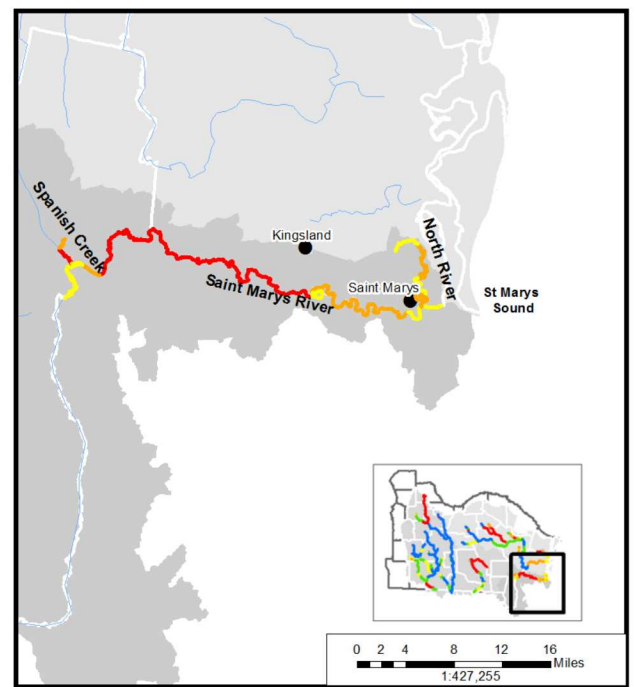 Spanish Creek
Kingsland
North River
Saint Marys
Saint Marys River
St Marys
Sound
0 2 4 8 12 16
Miles
1:427,255